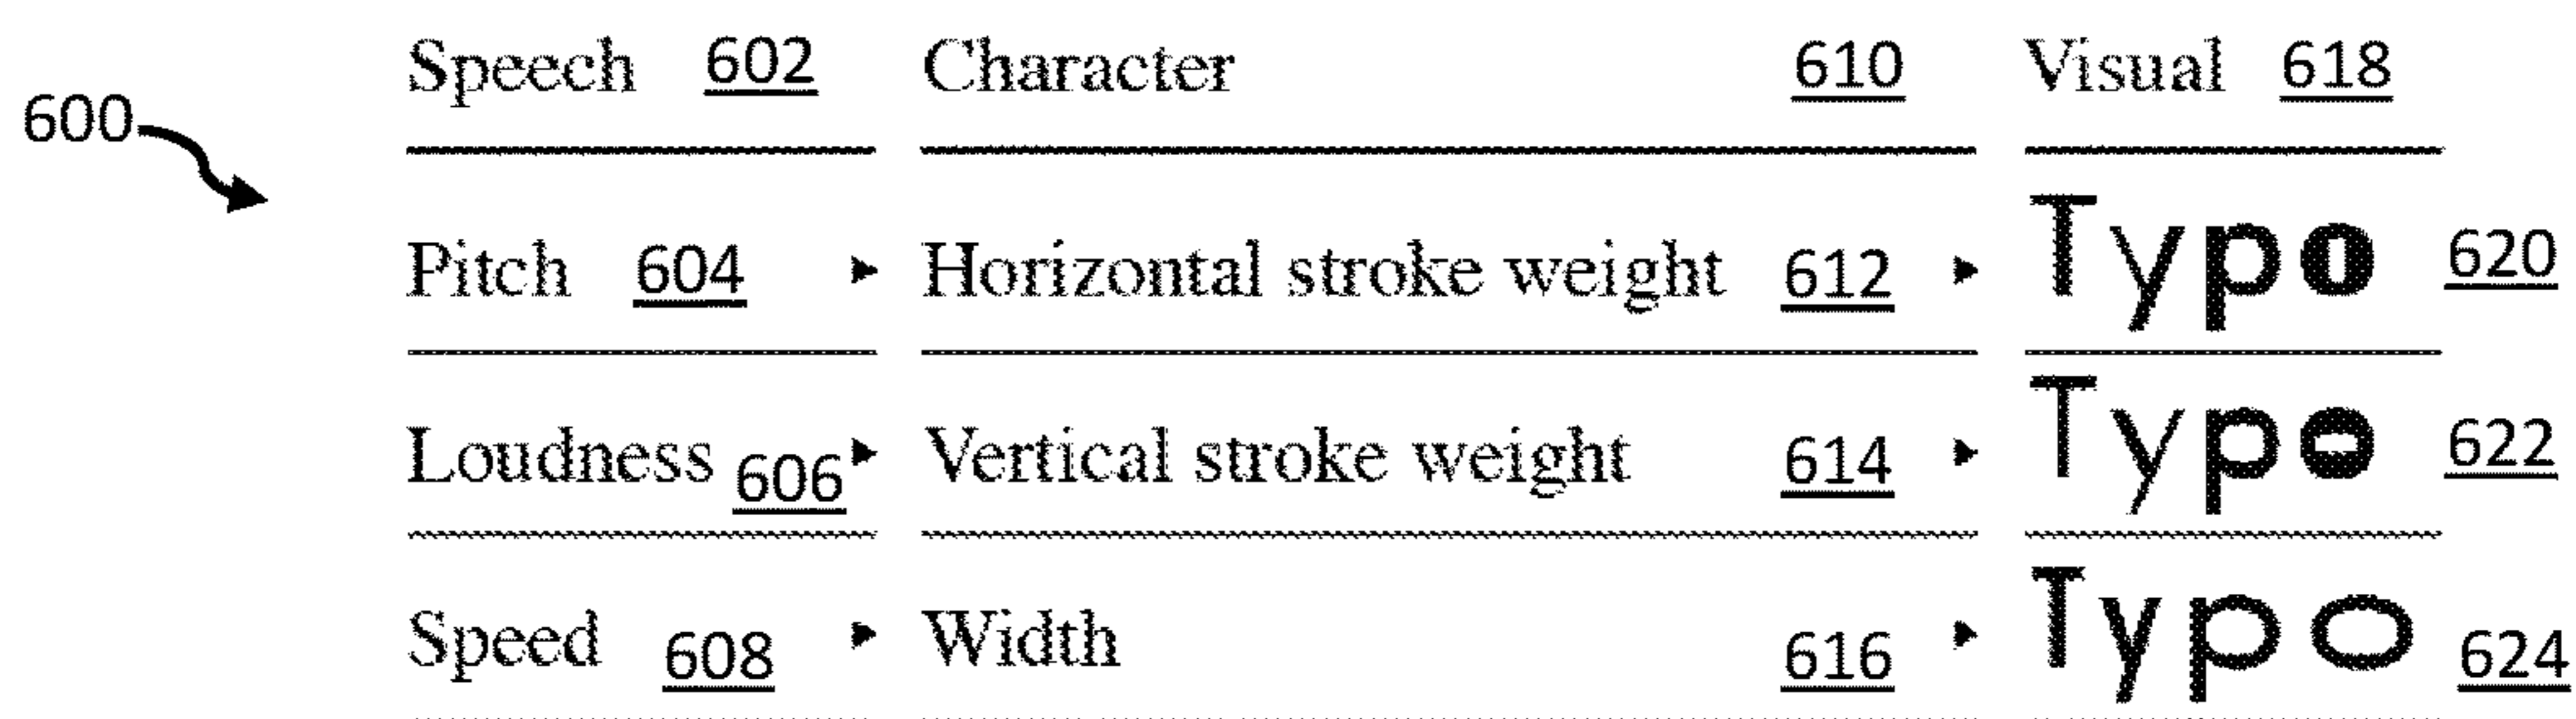 Speech 602 Character 610 Visual 618
600
Pitch 604 ► Horizontal stroke weight 612 ► Typo 620
Loudness 606 ► Vertical stroke weight 614 ► Typo 622
Speed 608 ► Width 616 ► Typo 624